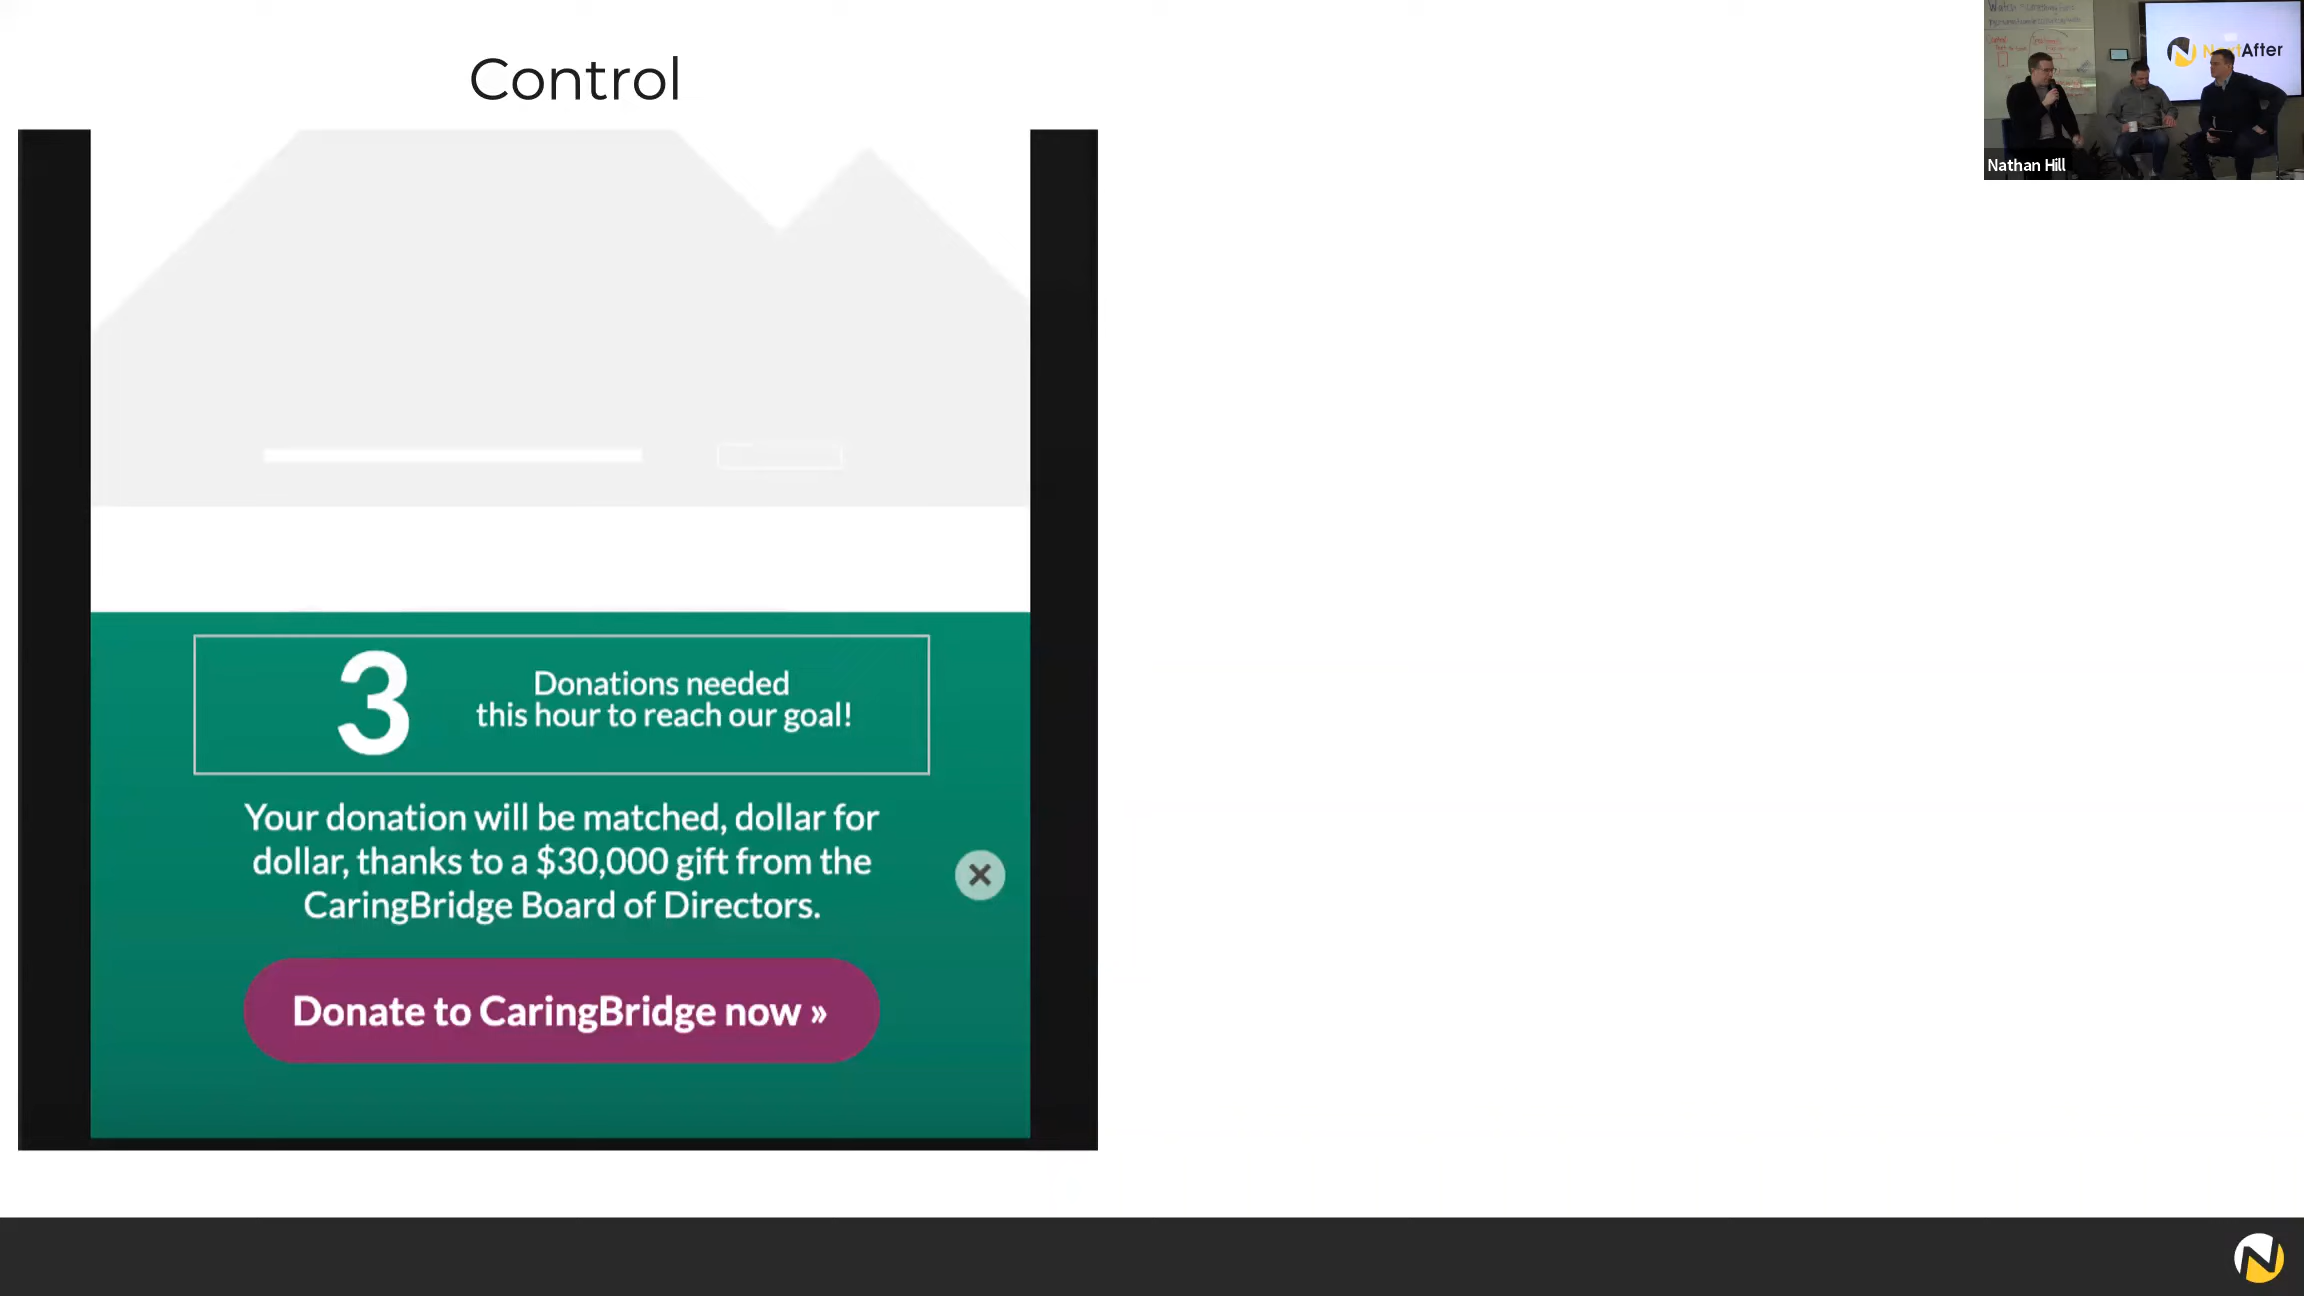 Control
NextAfter
Nathan Hill
3
Donations needed
this hour to reach our goal!
Your donation will be matched, dollar for
dollar, thanks to a $30,000 gift from the
CaringBridge Board of Directors.
Donate to CaringBridge now »